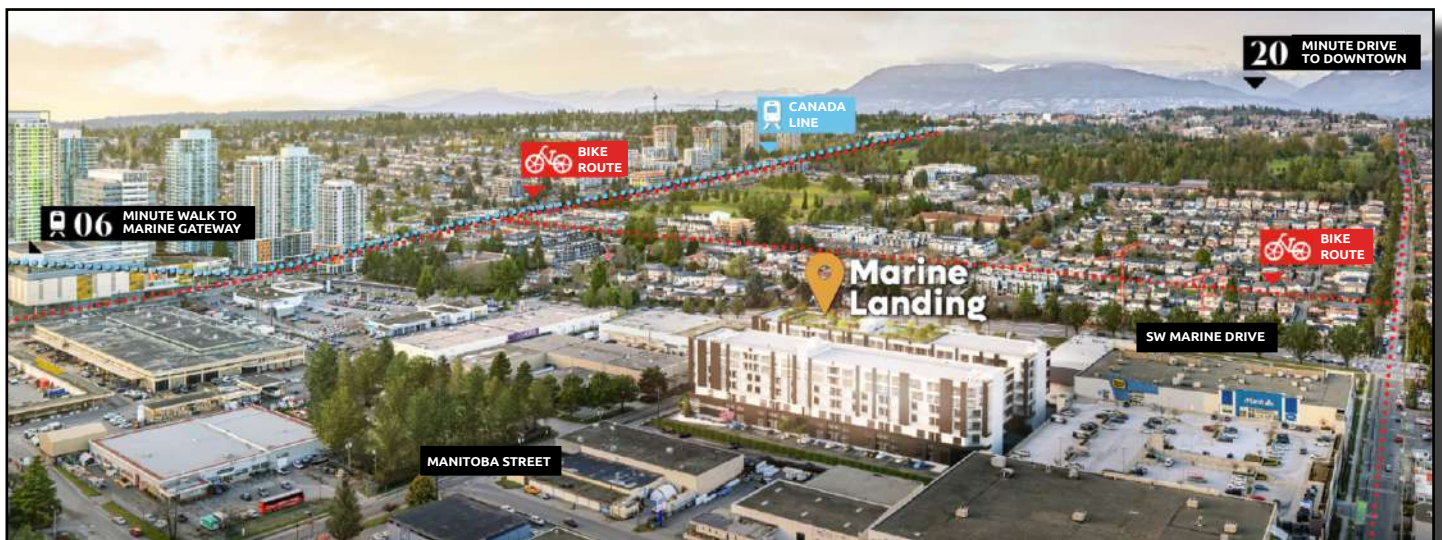 20 MINUTE DRIVE
TO DOWNTOWN
CANADA
LINE
BIKE
ROUTE
06 MINUTE WALK TO
MARINE GATEWAY
BIKE
ROUTE
Marine
Landing
SW MARINE DRIVE
MANITOBA STREET